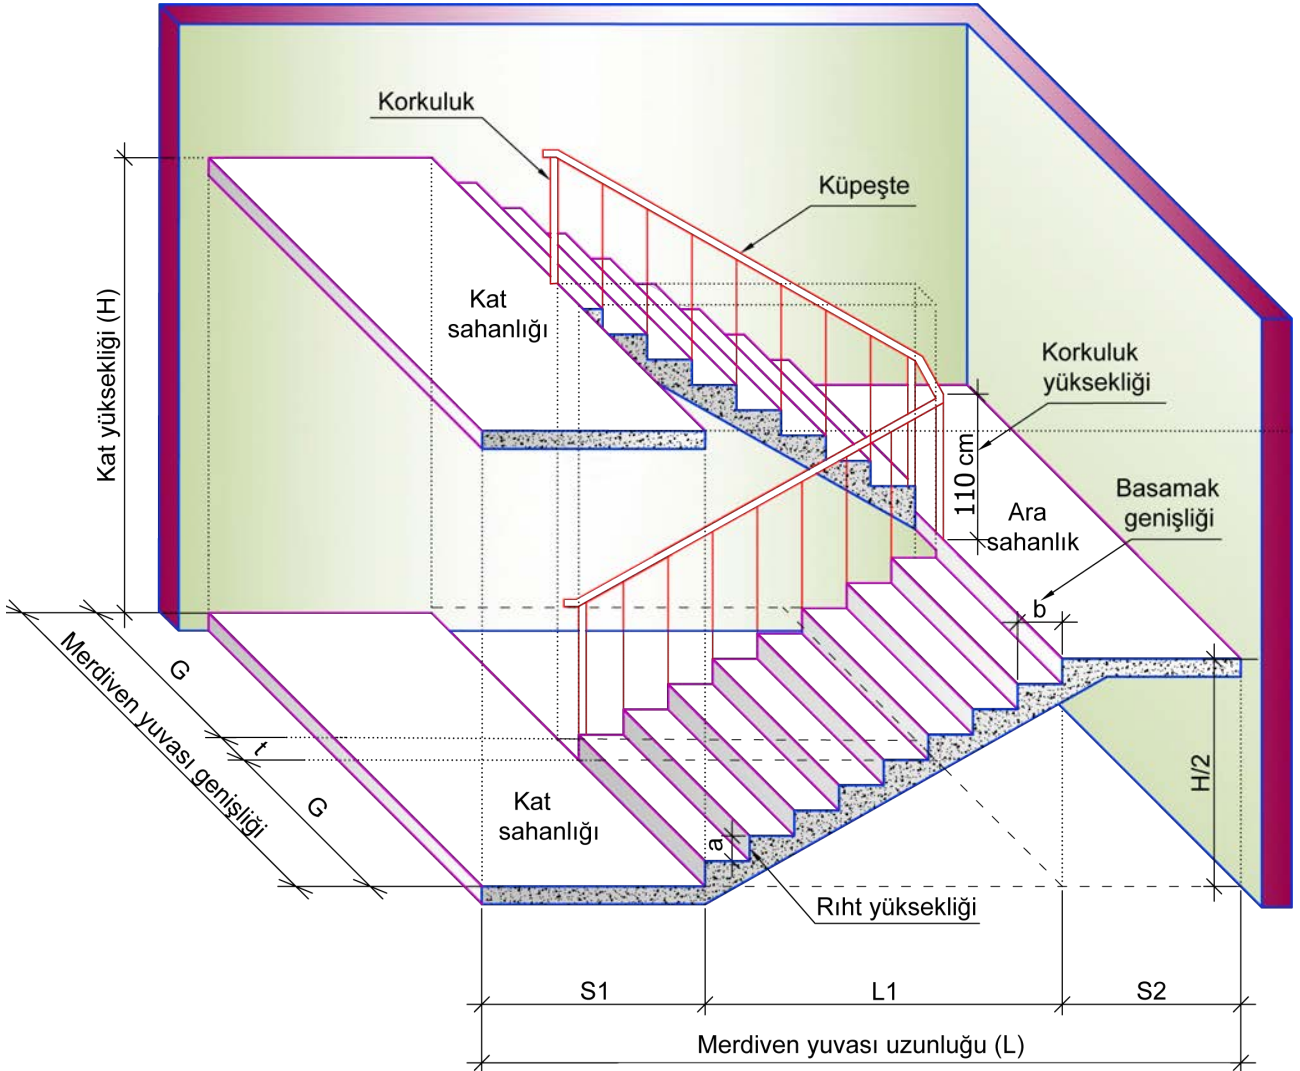 Korkuluk
Küpeşte
Kat
sahanlığı
Kat yüksekliği (H)
Korkuluk
yüksekliği
110 cm
Ara
sahanlık
Basamak
genişliği
b
G
t
G
Merdiven yuvası genişliği
Kat
sahanlığı
a
Rıht yüksekliği
H/2
S1
L1
S2
Merdiven yuvası uzunluğu (L)